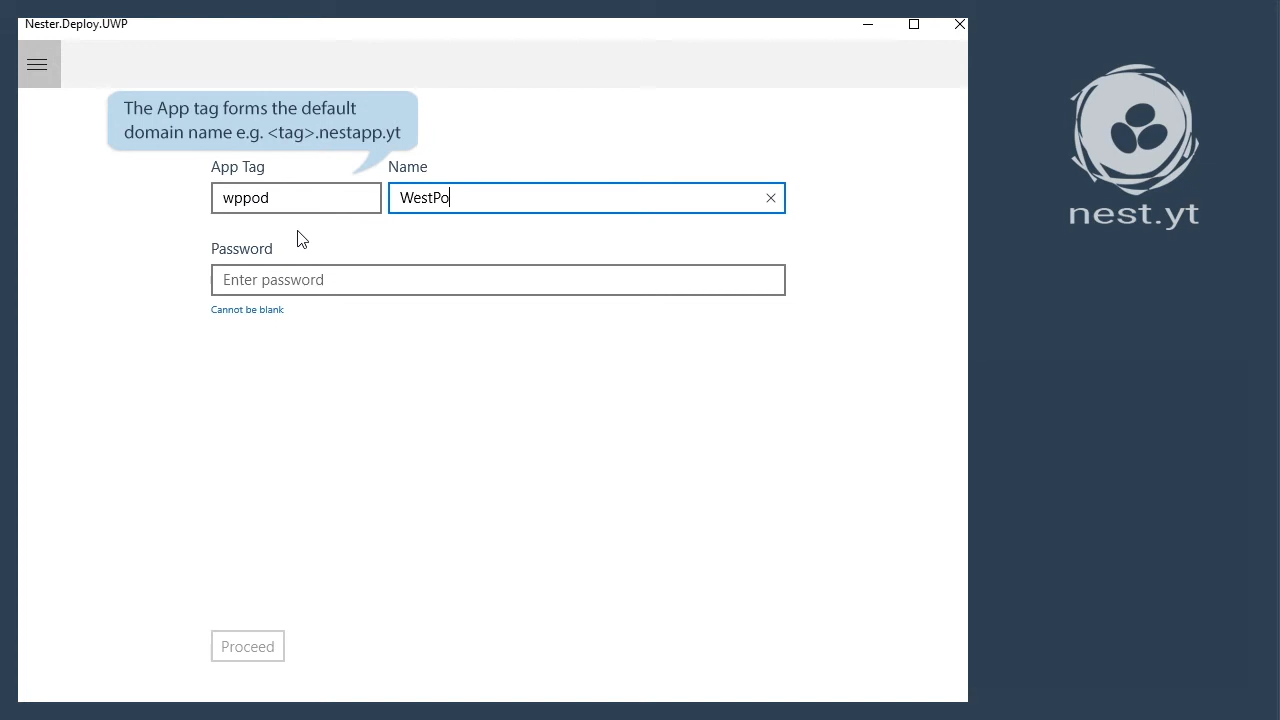 Nester.Deploy.UWP
The App tag forms the default
domain name e.g. <tag>.nestapp.yt
App Tag
Name
wppod
WestPo
Password
Enter password
Cannot be blank
Proceed
nest.yt